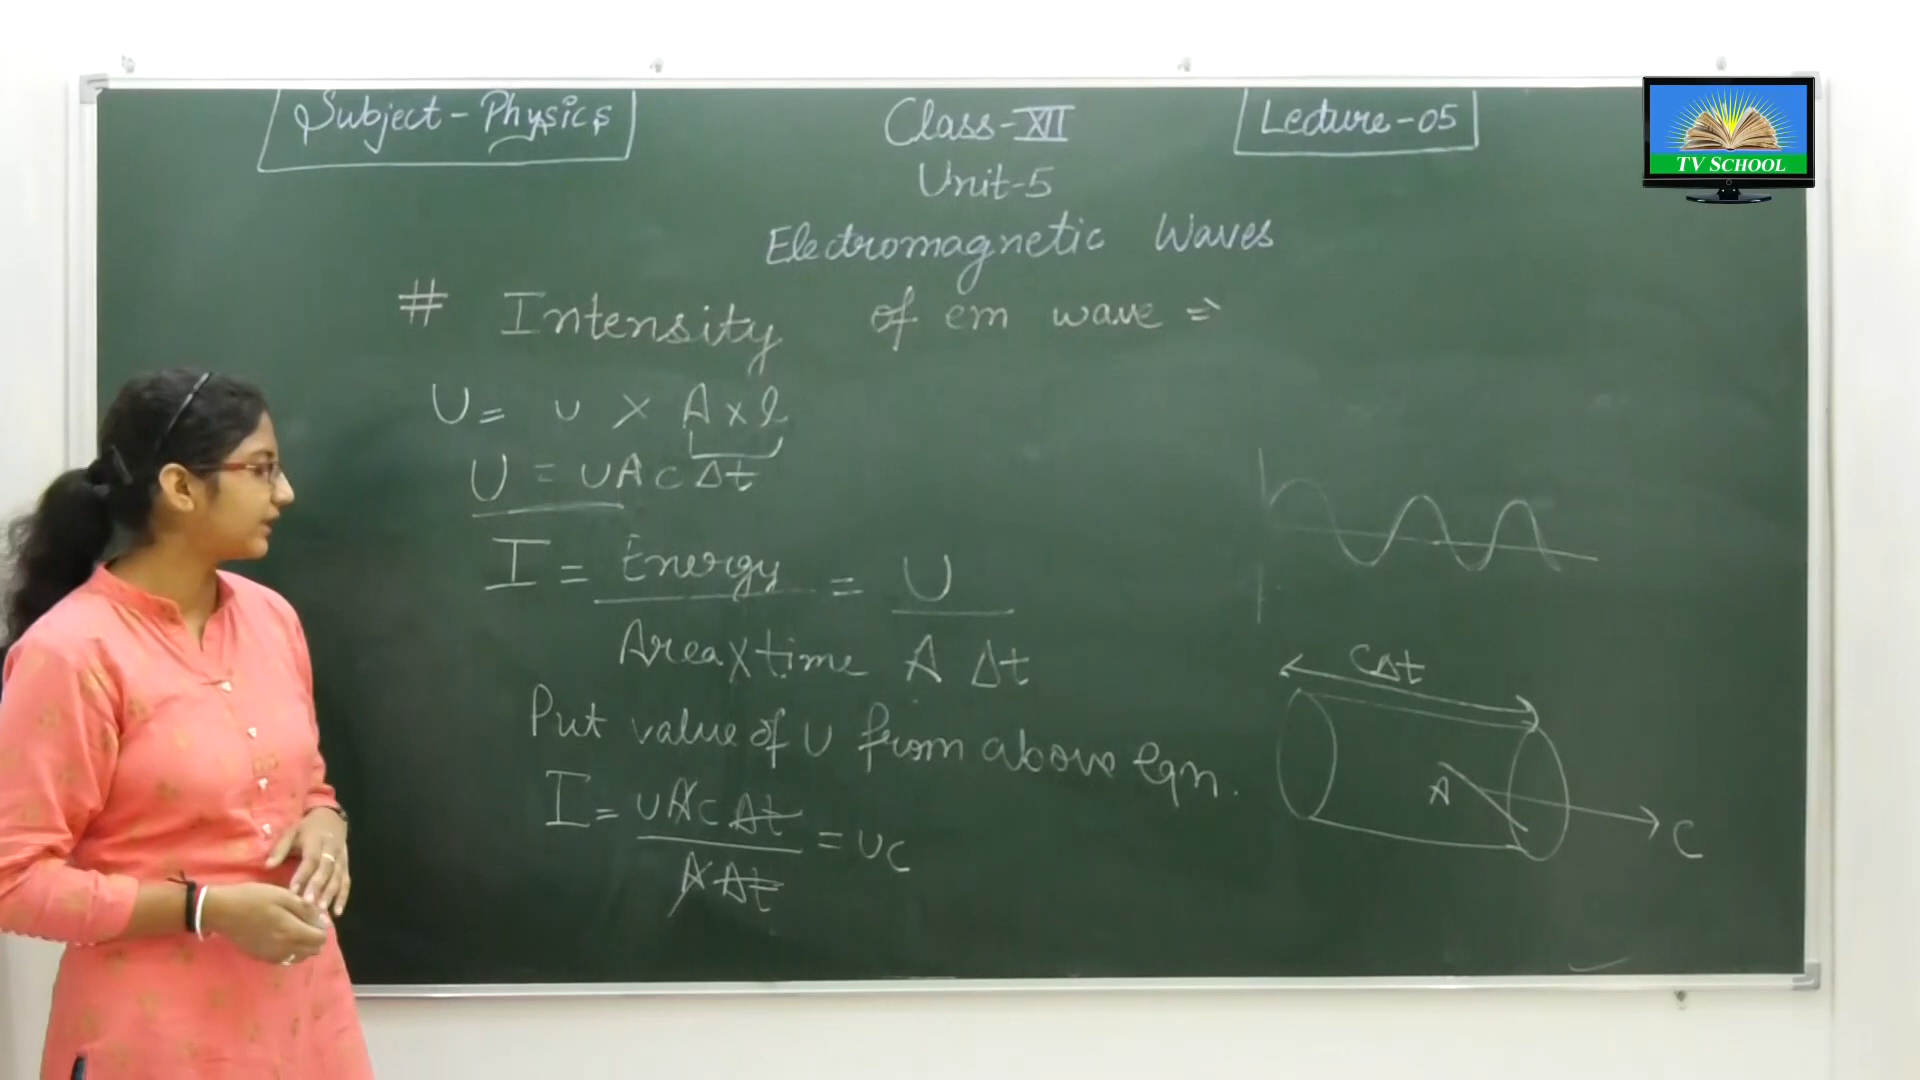 Subject - Physics
Class-XII
Lecture-05
TV SCHOOL
Unit-5
Electromagnetic Waves
# Intensity of em wave ⇒
U = u × A × l
U = uAcΔt
I = Energy / Area × time = U / A Δt
Put value of U from above eqn.
I = uAcΔt / AΔt = uc
cΔt
A
C